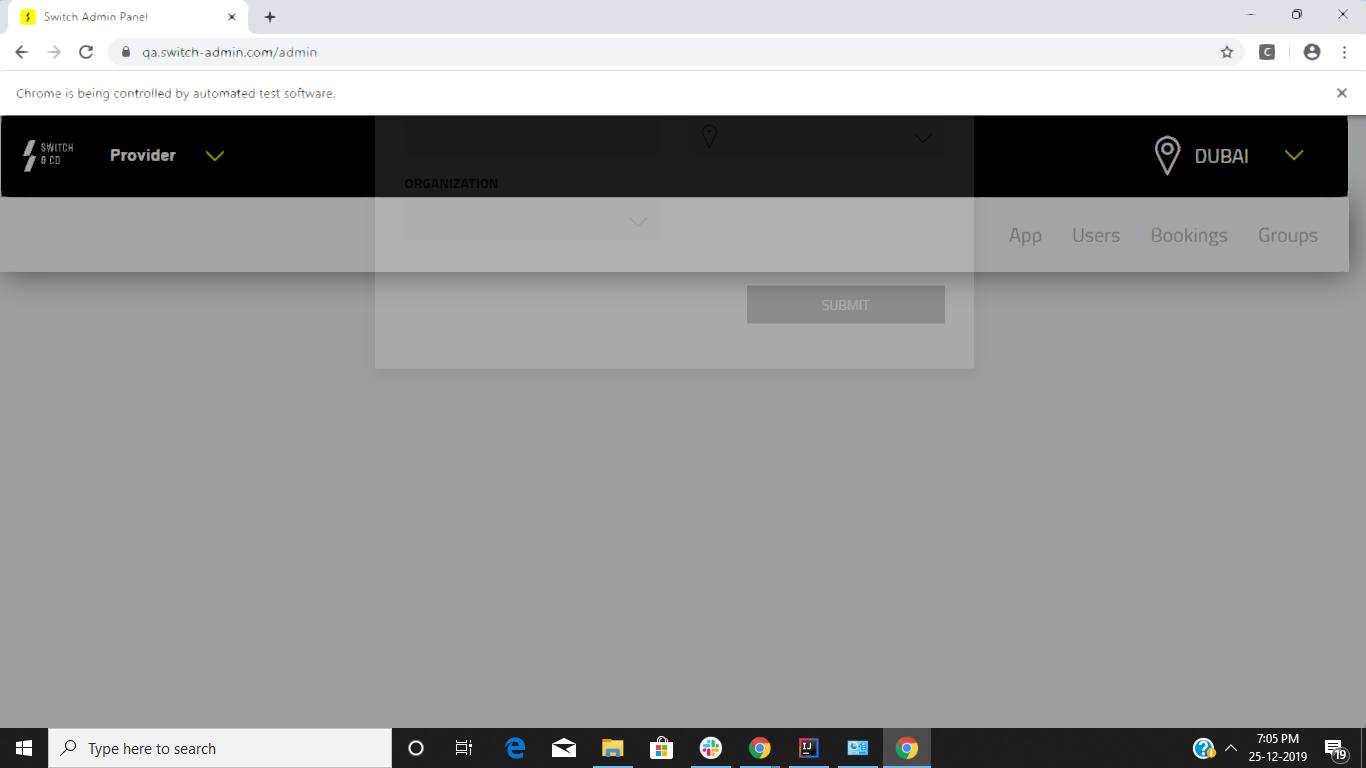 Switch Admin Panel
qa.switch-admin.com/admin
Chrome is being controlled by automated test software.
SWITCH
& CO
Provider
DUBAI
ORGANIZATION
App Users Bookings Groups
SUBMIT
Type here to search
7:05 PM
25-12-2019
19